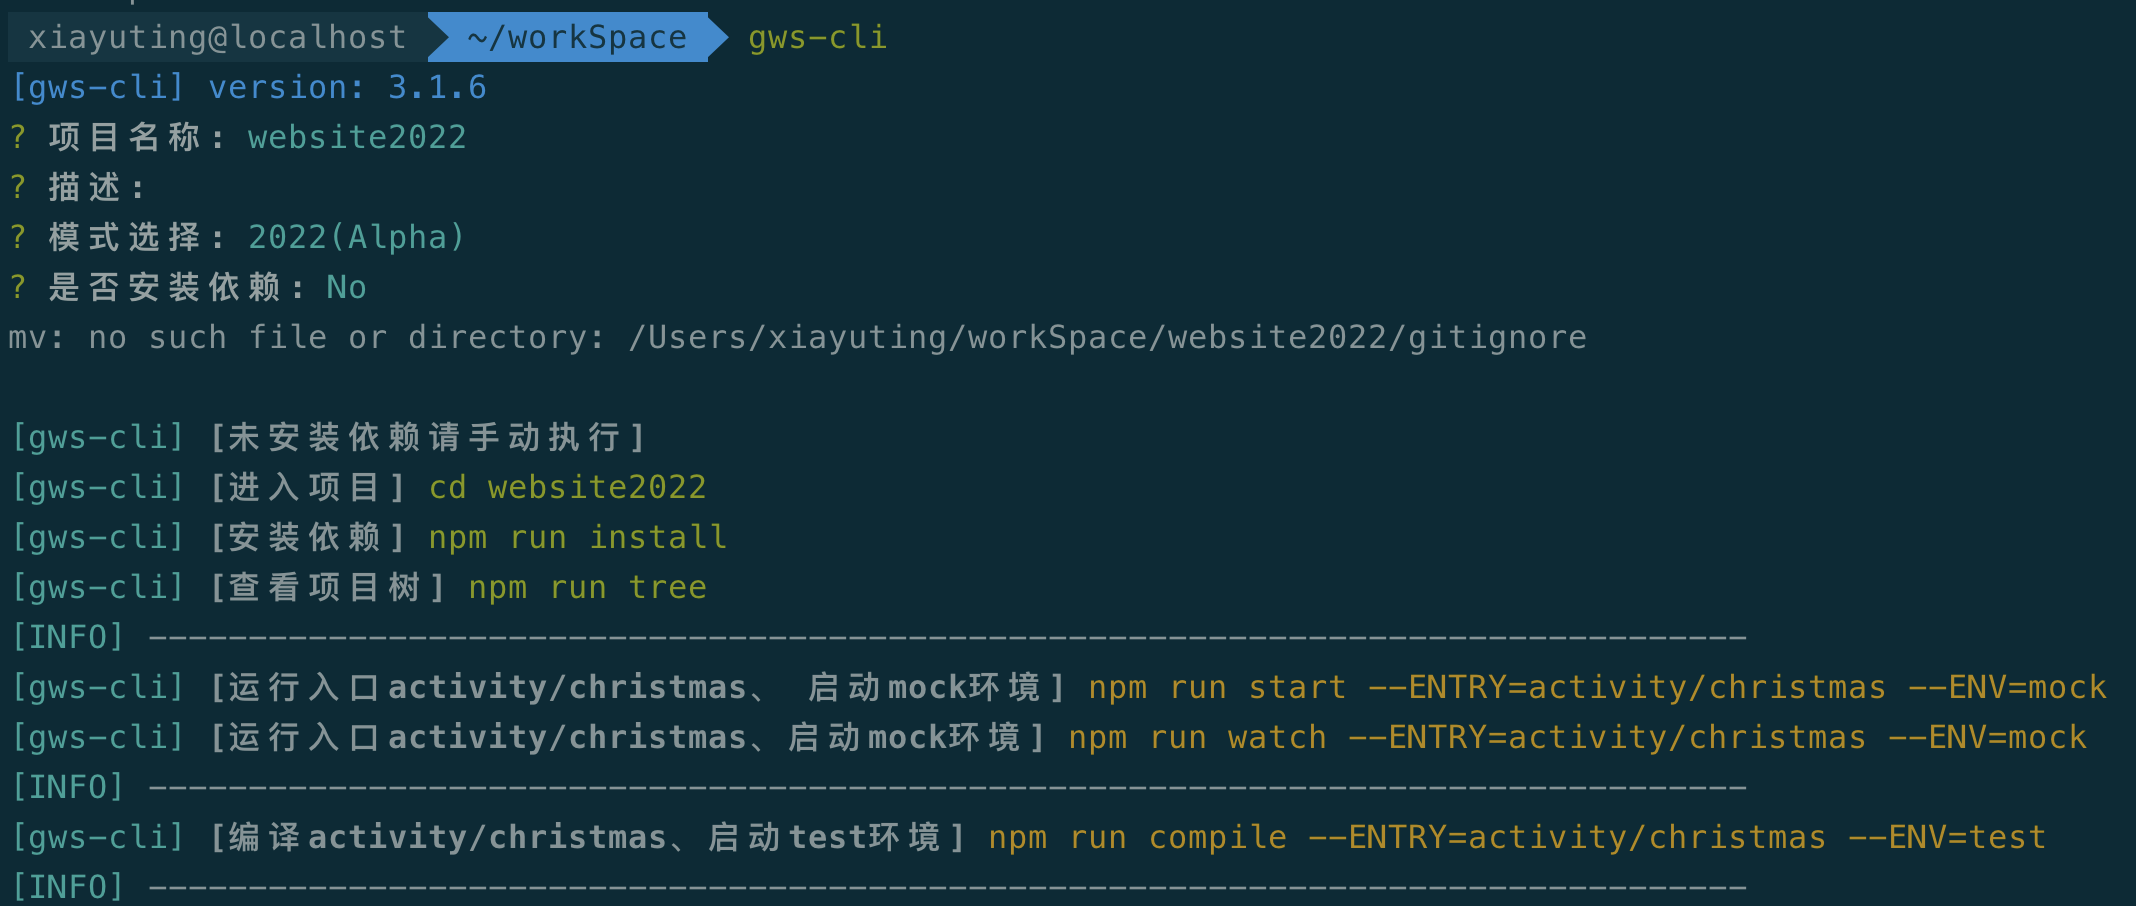 xiayuting@localhost ~/workSpace gws-cli
[gws-cli] version: 3.1.6
? 项目名称: website2022
? 描述:
? 模式选择: 2022(Alpha)
? 是否安装依赖: No
mv: no such file or directory: /Users/xiayuting/workSpace/website2022/gitignore
[gws-cli] [未安装依赖请手动执行]
[gws-cli] [进入项目] cd website2022
[gws-cli] [安装依赖] npm run install
[gws-cli] [查看项目树] npm run tree
[INFO] --------------------------------------------------------------------------------
[gws-cli] [运行入口activity/christmas、 启动mock环境] npm run start --ENTRY=activity/christmas --ENV=mock
[gws-cli] [运行入口activity/christmas、启动mock环境] npm run watch --ENTRY=activity/christmas --ENV=mock
[INFO] --------------------------------------------------------------------------------
[gws-cli] [编译activity/christmas、启动test环境] npm run compile --ENTRY=activity/christmas --ENV=test
[INFO] --------------------------------------------------------------------------------